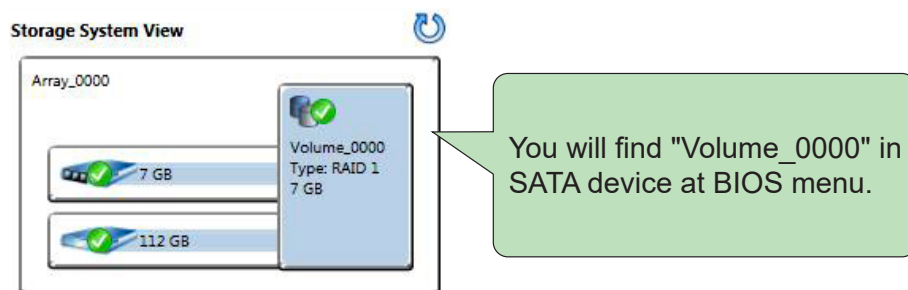 Storage System View
Array_0000
7 GB
112 GB
Volume_0000
Type: RAID 1
7 GB
You will find "Volume_0000" in
SATA device at BIOS menu.